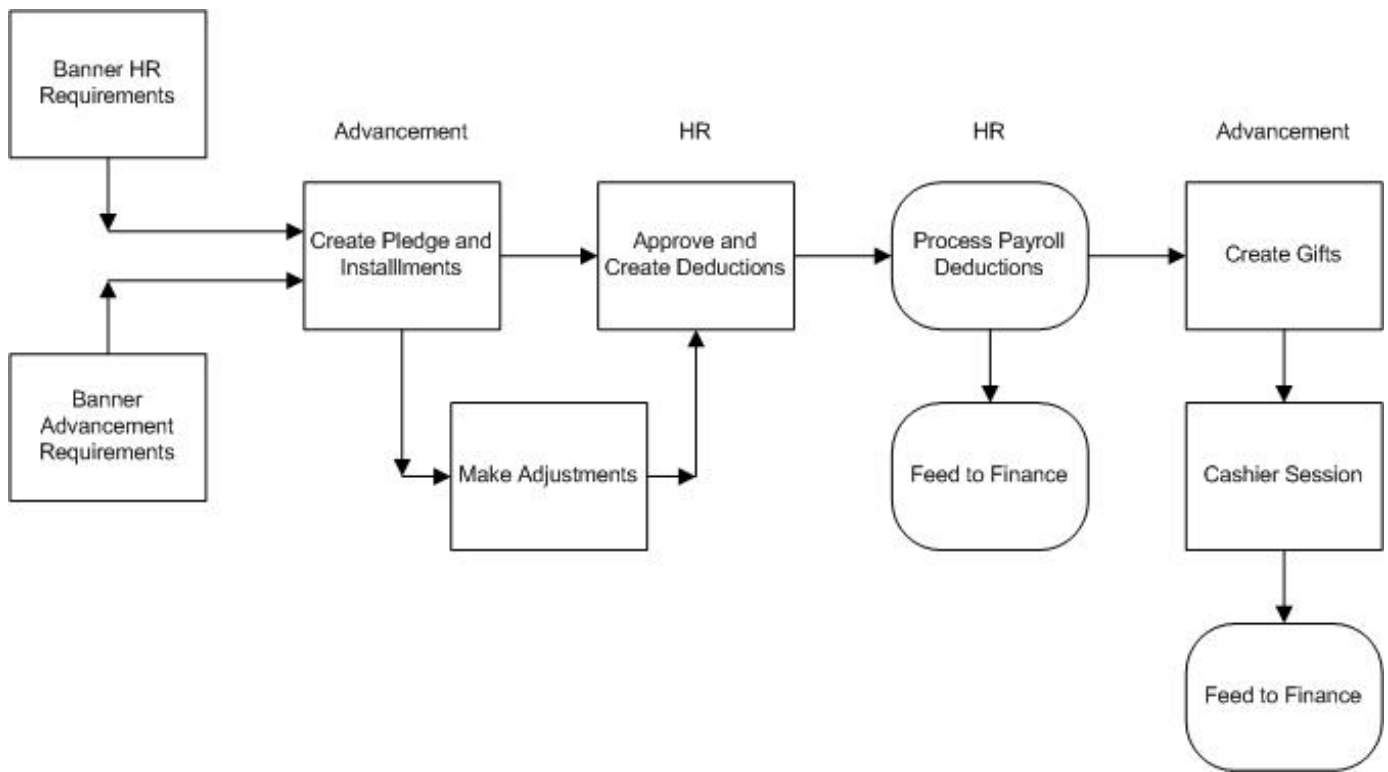 Banner HR
Requirements
Advancement
HR
HR
Advancement
Create Pledge and
Installlments
Approve and
Create Deductions
Process Payroll
Deductions
Create Gifts
Banner
Advancement
Requirements
Make Adjustments
Feed to Finance
Cashier Session
Feed to Finance